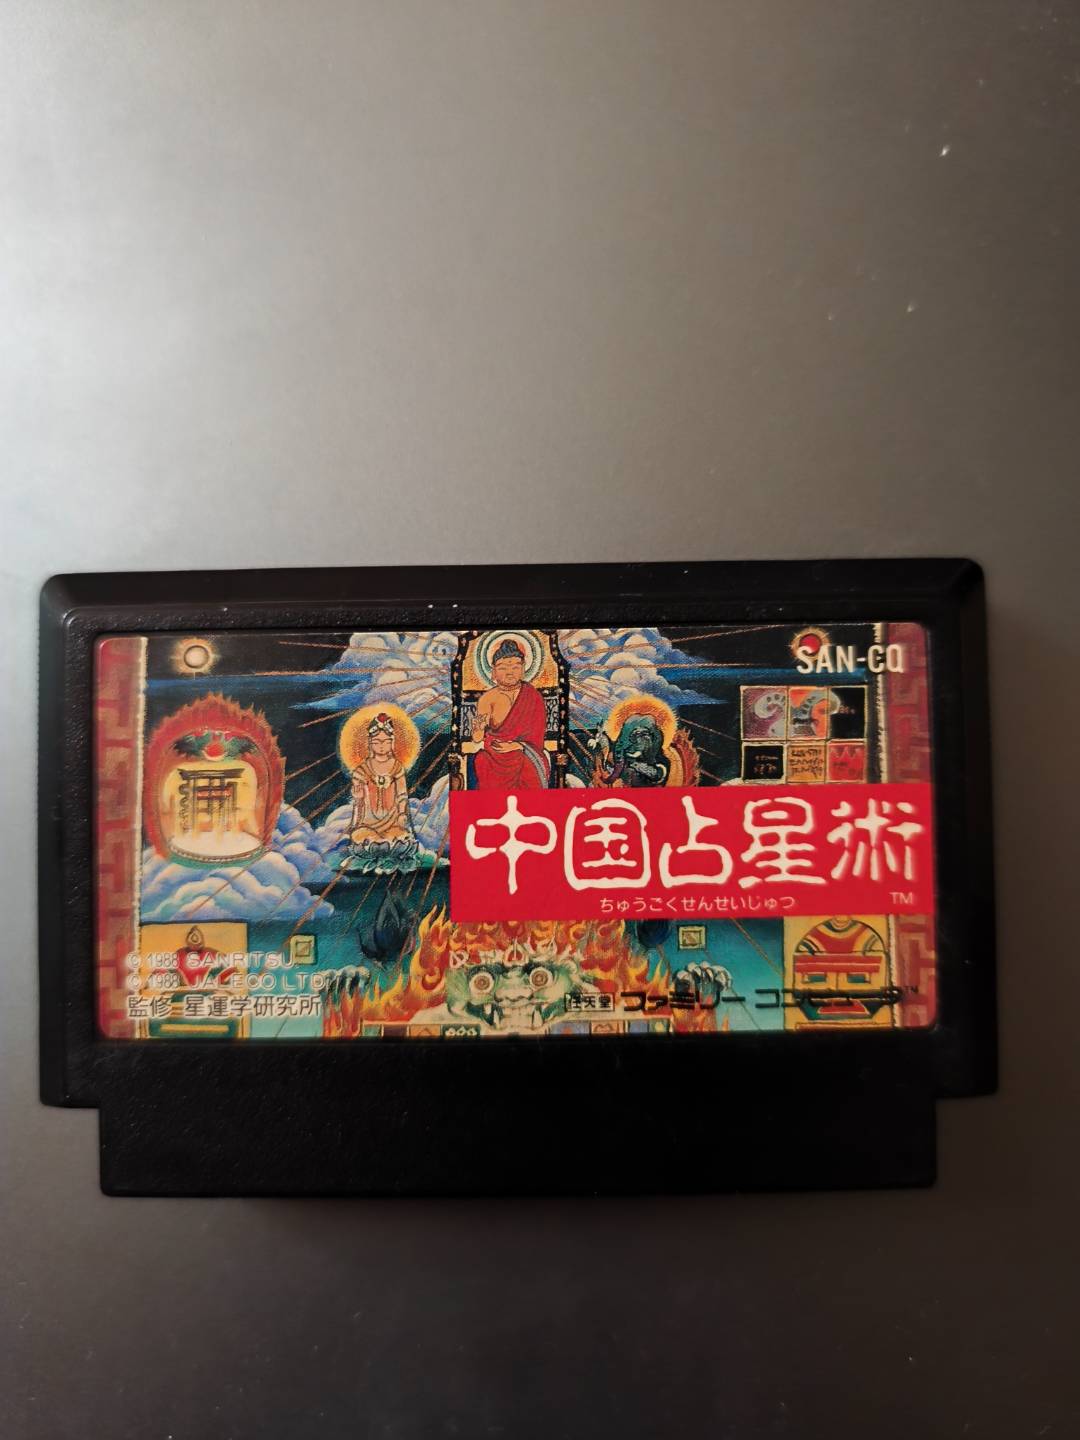 SAN-CQ
中国占星術
ちゅうごくせんせいじゅつ
TM
© 1988 SANRITSU
© 1988 JALECO LTD.
監修 星運学研究所
任天堂 ファミリーコンピュータ TM